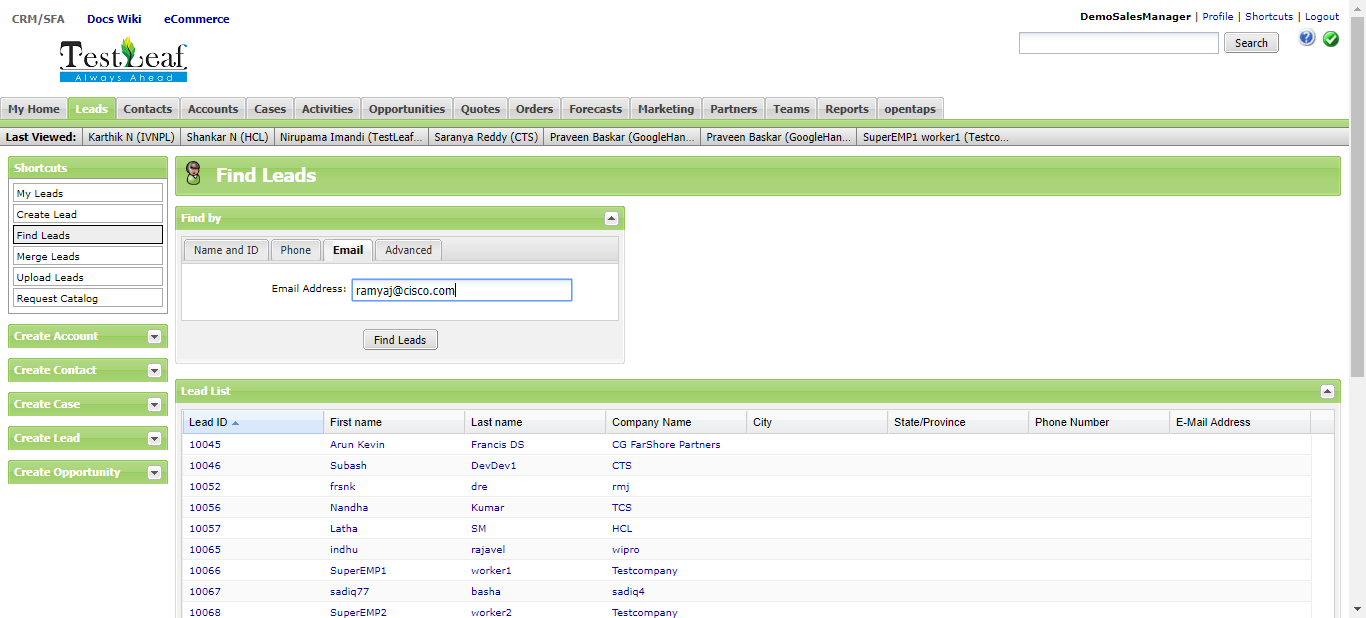 CRM/SFA Docs Wiki eCommerce
DemoSalesManager | Profile | Shortcuts | Logout
TestLeaf
Always Ahead
Search
My Home Leads Contacts Accounts Cases Activities Opportunities Quotes Orders Forecasts Marketing Partners Teams Reports opentaps
Last Viewed: Karthik N (IVNPL) Shankar N (HCL) Nirupama Imandi (TestLeaf... Saranya Reddy (CTS) Praveen Baskar (GoogleHan... Praveen Baskar (GoogleHan... SuperEMP1 worker1 (Testco...
Shortcuts
My Leads
Create Lead
Find Leads
Merge Leads
Upload Leads
Request Catalog
Create Account
Create Contact
Create Case
Create Lead
Create Opportunity
Find Leads
Find by
Name and ID Phone Email Advanced
Email Address: ramyaj@cisco.com
Find Leads
Lead List
Lead ID First name Last name Company Name City State/Province Phone Number E-Mail Address
10045 Arun Kevin Francis DS CG FarShore Partners
10046 Subash DevDev1 CTS
10052 frsnk dre rmj
10056 Nandha Kumar TCS
10057 Latha SM HCL
10065 indhu rajavel wipro
10066 SuperEMP1 worker1 Testcompany
10067 sadiq77 basha sadiq4
10068 SuperEMP2 worker2 Testcompany